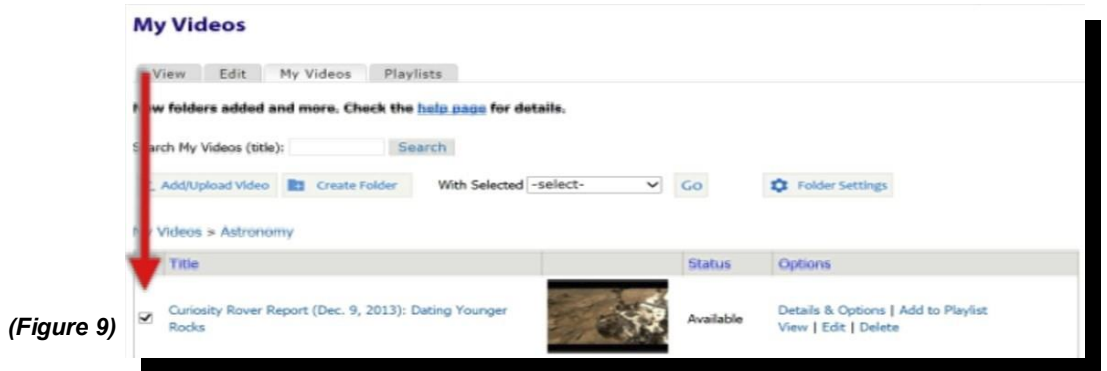 My Videos
View Edit My Videos Playlists
folders added and more. Check the help page for details.
My Videos (title): Search
Add/Upload Video Create Folder With Selected -select- Go Folder Settings
Videos > Astronomy
Title Status Options
Curiosity Rover Report (Dec. 9, 2013): Dating Younger Rocks Available Details & Options | Add to Playlist
View | Edit | Delete
(Figure 9)